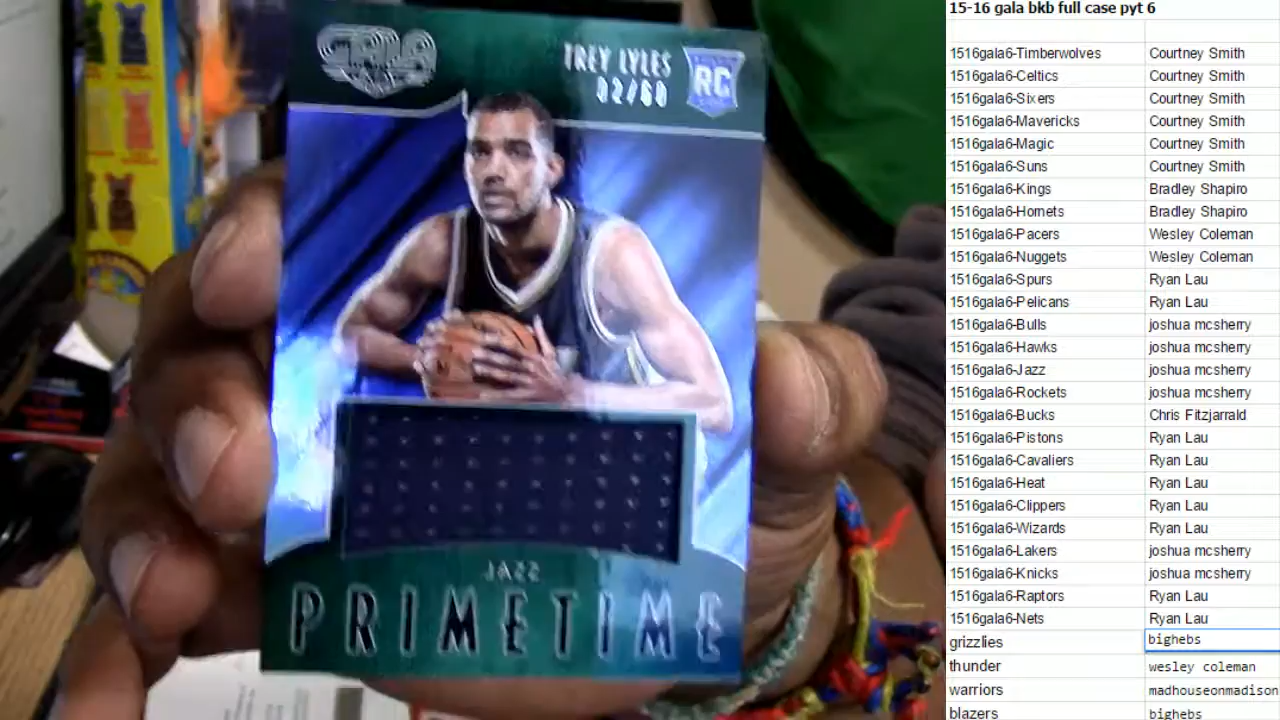 GALA
TREY LYLES
02/60
RC
JAZZ
PRIMETIME
15-16 gala bkb full case pyt 6
1516gala6-Timberwolves Courtney Smith
1516gala6-Celtics Courtney Smith
1516gala6-Sixers Courtney Smith
1516gala6-Mavericks Courtney Smith
1516gala6-Magic Courtney Smith
1516gala6-Suns Courtney Smith
1516gala6-Kings Bradley Shapiro
1516gala6-Hornets Bradley Shapiro
1516gala6-Pacers Wesley Coleman
1516gala6-Nuggets Wesley Coleman
1516gala6-Spurs Ryan Lau
1516gala6-Pelicans Ryan Lau
1516gala6-Bulls joshua mcsherry
1516gala6-Hawks joshua mcsherry
1516gala6-Jazz joshua mcsherry
1516gala6-Rockets joshua mcsherry
1516gala6-Bucks Chris Fitzjarrald
1516gala6-Pistons Ryan Lau
1516gala6-Cavaliers Ryan Lau
1516gala6-Heat Ryan Lau
1516gala6-Clippers Ryan Lau
1516gala6-Wizards Ryan Lau
1516gala6-Lakers joshua mcsherry
1516gala6-Knicks joshua mcsherry
1516gala6-Raptors Ryan Lau
1516gala6-Nets Ryan Lau
grizzlies bighebs
thunder wesley coleman
warriors madhouseonmadison
blazers bighebs